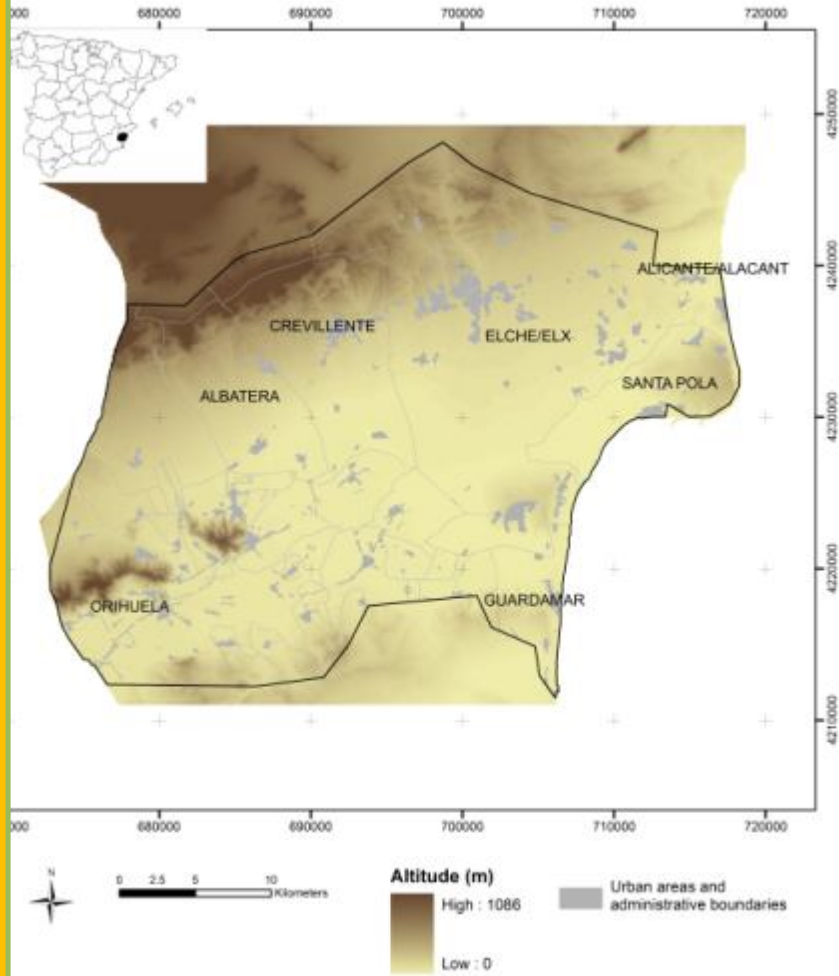 000 680000 690000 700000 710000 720000
4250000
4240000
ALICANTE/ALACANT
CREVILLENTE
ELCHE/ELX
SANTA POLA
ALBATERA
4230000
4220000
GUARDAMAR
ORIHUELA
4210000
000 680000 690000 700000 710000 720000
N
0 2.5 5 10
Kilometers
Altitude (m)
High : 1086
Low : 0
Urban areas and
administrative boundaries